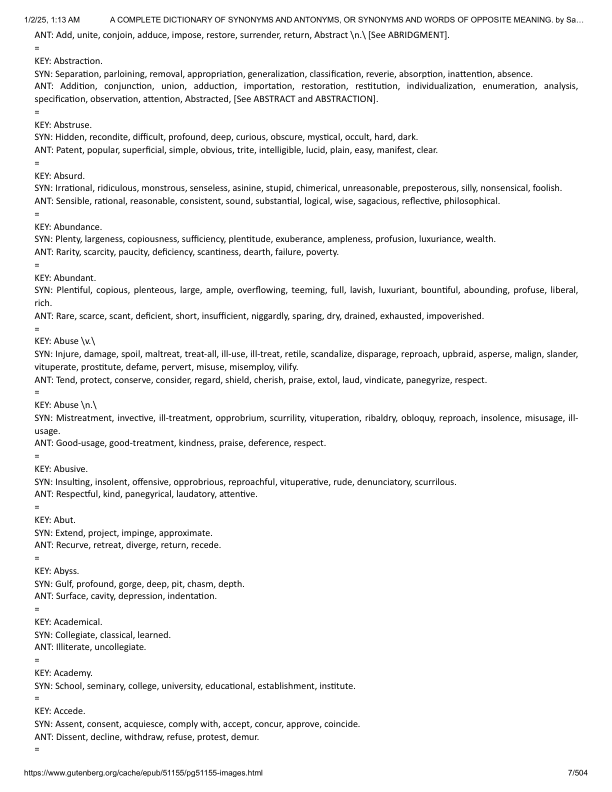 1/2/25, 1:13 AM A COMPLETE DICTIONARY OF SYNONYMS AND ANTONYMS, OR SYNONYMS AND WORDS OF OPPOSITE MEANING. by Sa…
ANT: Add, unite, conjoin, adduce, impose, restore, surrender, return, Abstract \n.\ [See ABRIDGMENT].
=
KEY: Abstraction.
SYN: Separation, parloining, removal, appropriation, generalization, classification, reverie, absorption, inattention, absence.
ANT: Addition, conjunction, union, adduction, importation, restoration, restitution, individualization, enumeration, analysis,
specification, observation, attention, Abstracted, [See ABSTRACT and ABSTRACTION].
=
KEY: Abstruse.
SYN: Hidden, recondite, difficult, profound, deep, curious, obscure, mystical, occult, hard, dark.
ANT: Patent, popular, superficial, simple, obvious, trite, intelligible, lucid, plain, easy, manifest, clear.
=
KEY: Absurd.
SYN: Irrational, ridiculous, monstrous, senseless, asinine, stupid, chimerical, unreasonable, preposterous, silly, nonsensical, foolish.
ANT: Sensible, rational, reasonable, consistent, sound, substantial, logical, wise, sagacious, reflective, philosophical.
=
KEY: Abundance.
SYN: Plenty, largeness, copiousness, sufficiency, plentitude, exuberance, ampleness, profusion, luxuriance, wealth.
ANT: Rarity, scarcity, paucity, deficiency, scantiness, dearth, failure, poverty.
=
KEY: Abundant.
SYN: Plentiful, copious, plenteous, large, ample, overflowing, teeming, full, lavish, luxuriant, bountiful, abounding, profuse, liberal,
rich.
ANT: Rare, scarce, scant, deficient, short, insufficient, niggardly, sparing, dry, drained, exhausted, impoverished.
=
KEY: Abuse \v.\
SYN: Injure, damage, spoil, maltreat, treat-all, ill-use, ill-treat, retile, scandalize, disparage, reproach, upbraid, asperse, malign, slander,
vituperate, prostitute, defame, pervert, misuse, misemploy, vilify.
ANT: Tend, protect, conserve, consider, regard, shield, cherish, praise, extol, laud, vindicate, panegyrize, respect.
=
KEY: Abuse \n.\
SYN: Mistreatment, invective, ill-treatment, opprobrium, scurrility, vituperation, ribaldry, obloquy, reproach, insolence, misusage, ill-
usage.
ANT: Good-usage, good-treatment, kindness, praise, deference, respect.
=
KEY: Abusive.
SYN: Insulting, insolent, offensive, opprobrious, reproachful, vituperative, rude, denunciatory, scurrilous.
ANT: Respectful, kind, panegyrical, laudatory, attentive.
=
KEY: Abut.
SYN: Extend, project, impinge, approximate.
ANT: Recurve, retreat, diverge, return, recede.
=
KEY: Abyss.
SYN: Gulf, profound, gorge, deep, pit, chasm, depth.
ANT: Surface, cavity, depression, indentation.
=
KEY: Academical.
SYN: Collegiate, classical, learned.
ANT: Illiterate, uncollegiate.
=
KEY: Academy.
SYN: School, seminary, college, university, educational, establishment, institute.
=
KEY: Accede.
SYN: Assent, consent, acquiesce, comply with, accept, concur, approve, coincide.
ANT: Dissent, decline, withdraw, refuse, protest, demur.
=
https://www.gutenberg.org/cache/epub/51155/pg51155-images.html 7/504